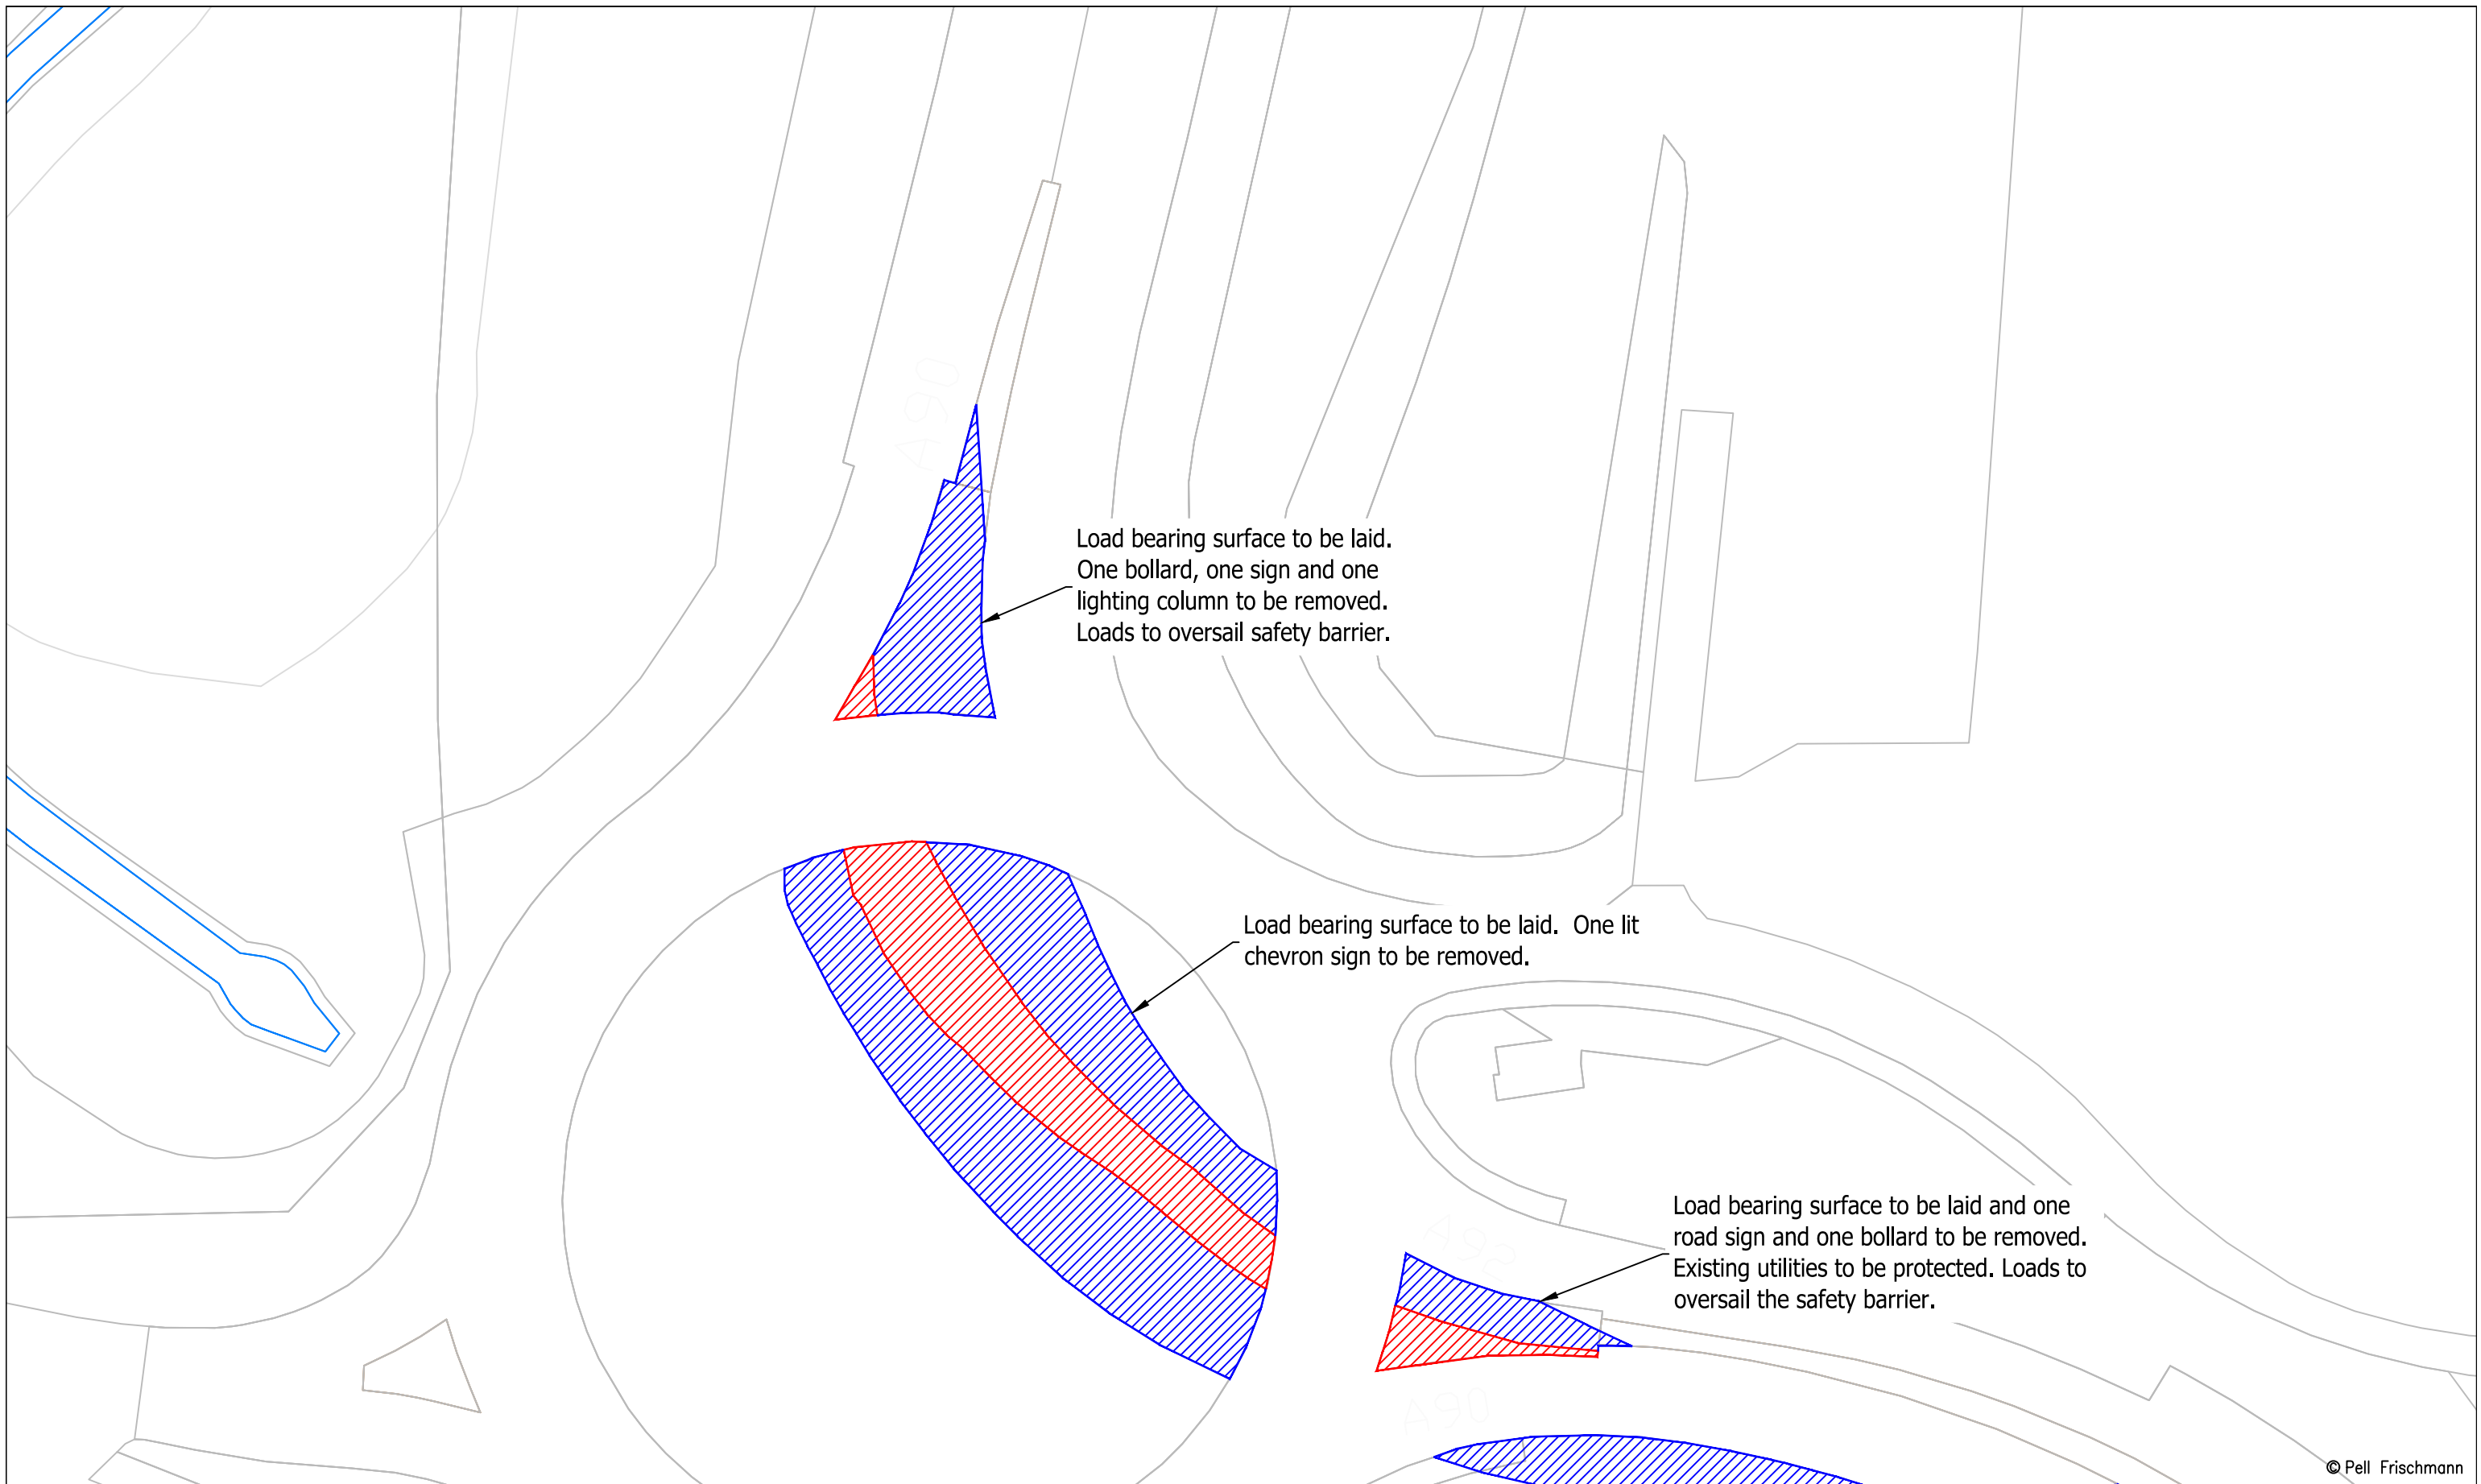 A90
Load bearing surface to be laid.
One bollard, one sign and one
lighting column to be removed.
Loads to oversail safety barrier.
Load bearing surface to be laid.  One lit
chevron sign to be removed.
Load bearing surface to be laid and one
road sign and one bollard to be removed.
Existing utilities to be protected. Loads to
oversail the safety barrier.
A90
© Pell Frischmann